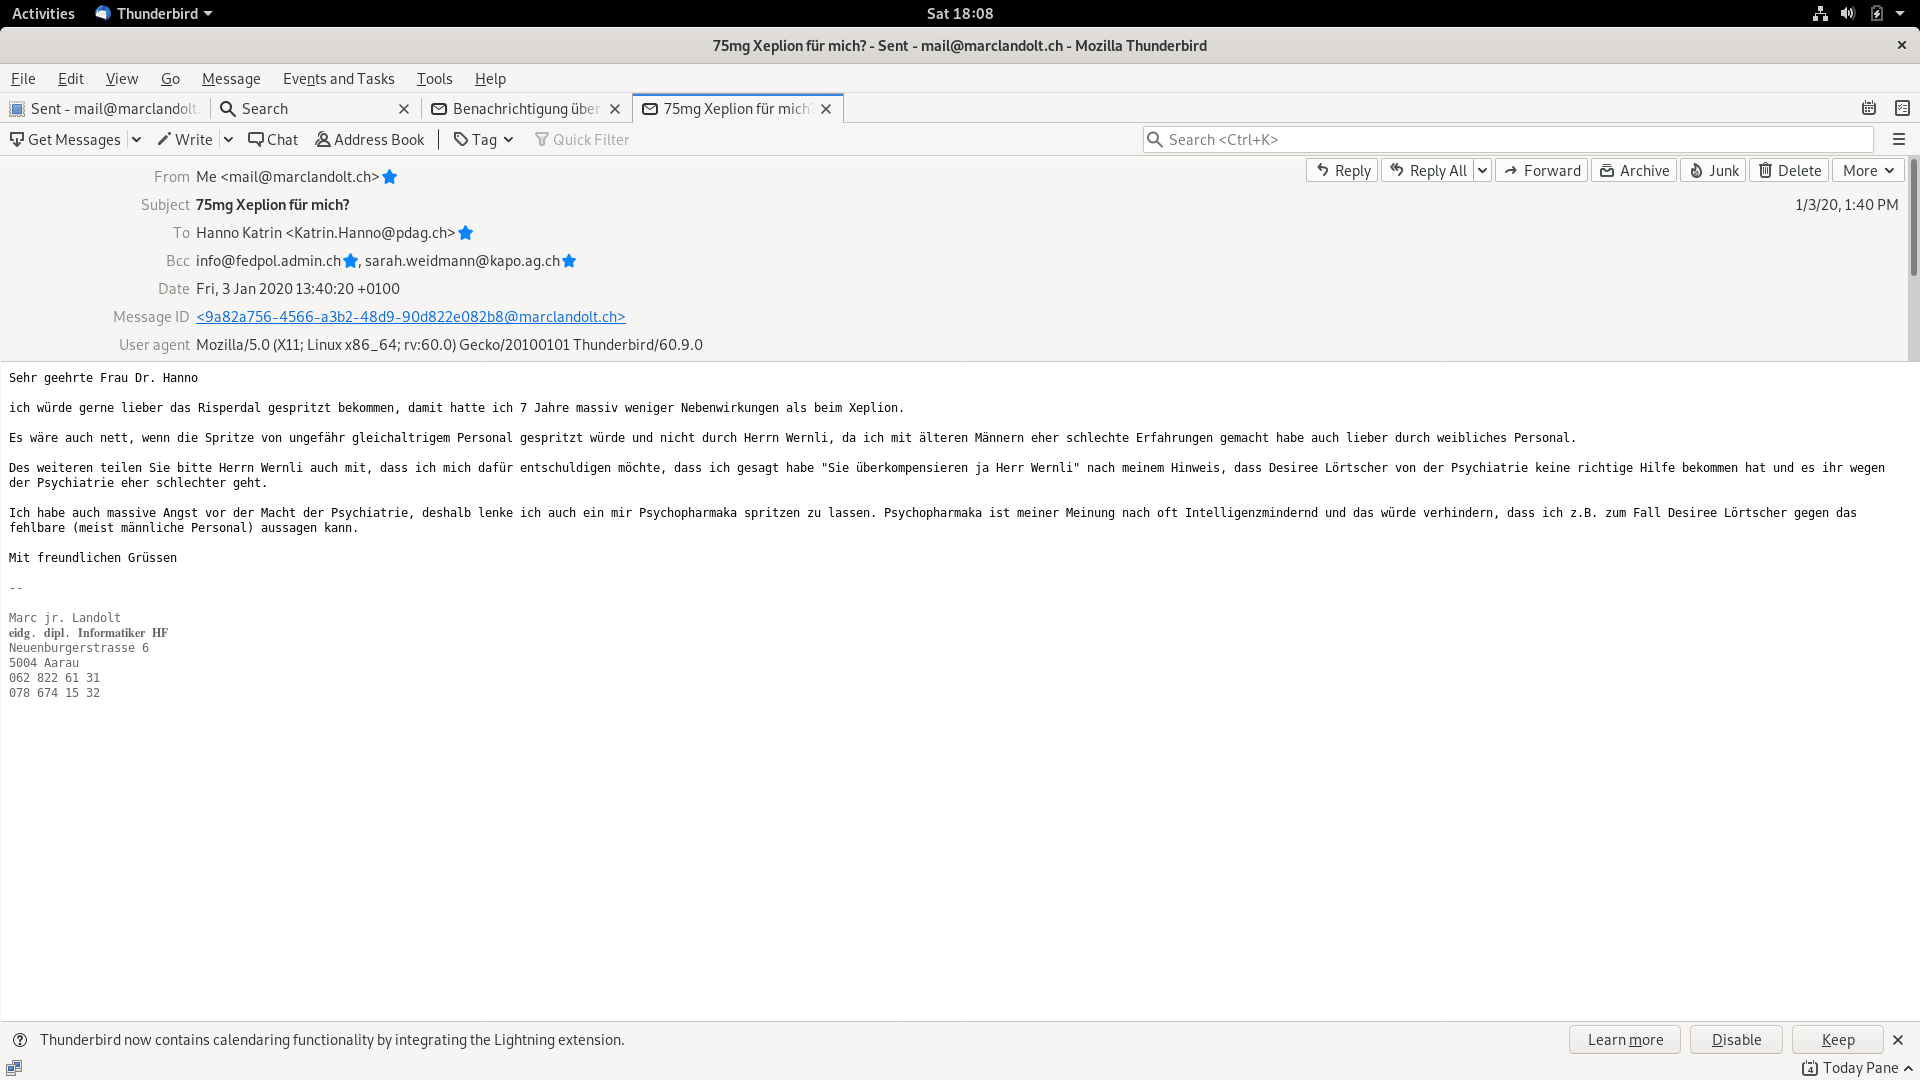 Activities Thunderbird Sat 18:08
75mg Xeplion für mich? - Sent - mail@marclandolt.ch - Mozilla Thunderbird
File Edit View Go Message Events and Tasks Tools Help
Sent - mail@marclandolt. Search Benachrichtigung über 75mg Xeplion für mich?
Get Messages Write Chat Address Book Tag Quick Filter Search <Ctrl+K>
From Me <mail@marclandolt.ch> Reply Reply All Forward Archive Junk Delete More
Subject 75mg Xeplion für mich? 1/3/20, 1:40 PM
To Hanno Katrin <Katrin.Hanno@pdag.ch>
Bcc info@fedpol.admin.ch, sarah.weidmann@kapo.ag.ch
Date Fri, 3 Jan 2020 13:40:20 +0100
Message ID <9a82a756-4566-a3b2-48d9-90d822e082b8@marclandolt.ch>
User agent Mozilla/5.0 (X11; Linux x86_64; rv:60.0) Gecko/20100101 Thunderbird/60.9.0
Sehr geehrte Frau Dr. Hanno
ich würde gerne lieber das Risperdal gespritzt bekommen, damit hatte ich 7 Jahre massiv weniger Nebenwirkungen als beim Xeplion.
Es wäre auch nett, wenn die Spritze von ungefähr gleichaltrigem Personal gespritzt würde und nicht durch Herrn Wernli, da ich mit älteren Männern eher schlechte Erfahrungen gemacht habe auch lieber durch weibliches Personal.
Des weiteren teilen Sie bitte Herrn Wernli auch mit, dass ich mich dafür entschuldigen möchte, dass ich gesagt habe "Sie überkompensieren ja Herr Wernli" nach meinem Hinweis, dass Desiree Lörtscher von der Psychiatrie keine richtige Hilfe bekommen hat und es ihr wegen
der Psychiatrie eher schlechter geht.
Ich habe auch massive Angst vor der Macht der Psychiatrie, deshalb lenke ich auch ein mir Psychopharmaka spritzen zu lassen. Psychopharmaka ist meiner Meinung nach oft Intelligenzmindernd und das würde verhindern, dass ich z.B. zum Fall Desiree Lörtscher gegen das
fehlbare (meist männliche Personal) aussagen kann.
Mit freundlichen Grüssen
--
Marc jr. Landolt
eidg. dipl. Informatiker HF
Neuenburgerstrasse 6
5004 Aarau
062 822 61 31
078 674 15 32
Thunderbird now contains calendaring functionality by integrating the Lightning extension. Learn more Disable Keep
4 Today Pane